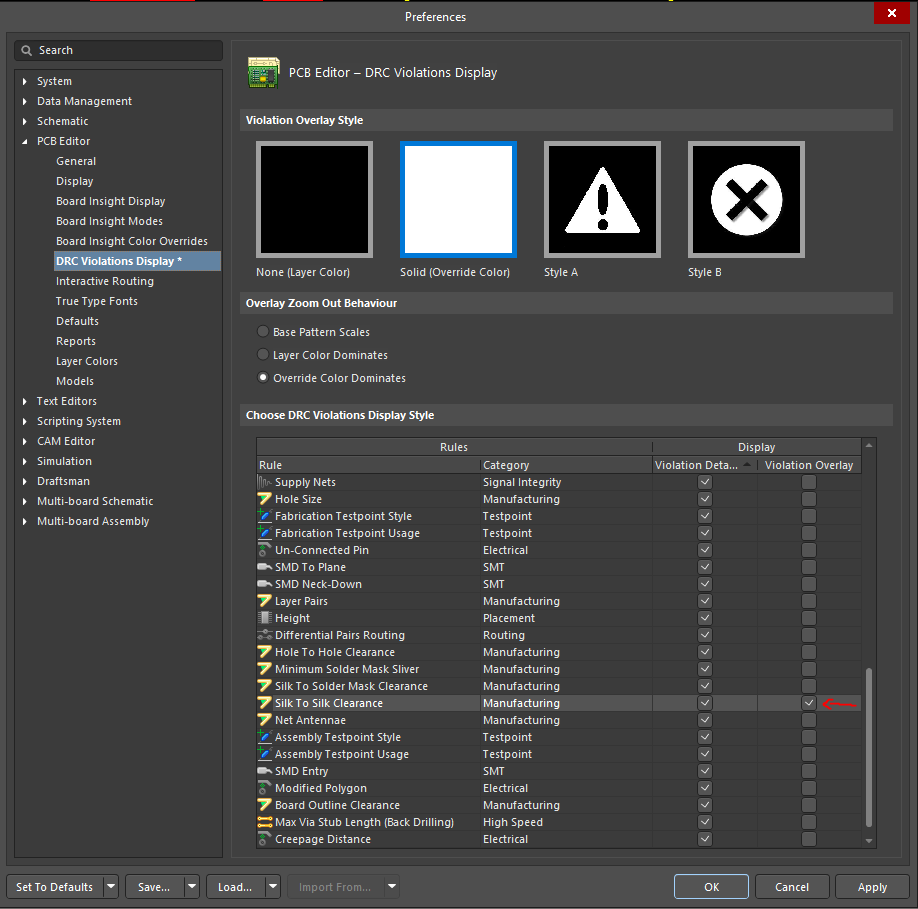 Preferences
Search
System
Data Management
Schematic
PCB Editor
General
Display
Board Insight Display
Board Insight Modes
Board Insight Color Overrides
DRC Violations Display *
Interactive Routing
True Type Fonts
Defaults
Reports
Layer Colors
Models
Text Editors
Scripting System
CAM Editor
Simulation
Draftsman
Multi-board Schematic
Multi-board Assembly
PCB Editor – DRC Violations Display
Violation Overlay Style
None (Layer Color) Solid (Override Color) Style A Style B
Overlay Zoom Out Behaviour
Base Pattern Scales
Layer Color Dominates
Override Color Dominates
Choose DRC Violations Display Style
Rules Display
Rule Category Violation Deta... Violation Overlay
Supply Nets Signal Integrity
Hole Size Manufacturing
Fabrication Testpoint Style Testpoint
Fabrication Testpoint Usage Testpoint
Un-Connected Pin Electrical
SMD To Plane SMT
SMD Neck-Down SMT
Layer Pairs Manufacturing
Height Placement
Differential Pairs Routing Routing
Hole To Hole Clearance Manufacturing
Minimum Solder Mask Sliver Manufacturing
Silk To Solder Mask Clearance Manufacturing
Silk To Silk Clearance Manufacturing
Net Antennae Manufacturing
Assembly Testpoint Style Testpoint
Assembly Testpoint Usage Testpoint
SMD Entry SMT
Modified Polygon Electrical
Board Outline Clearance Manufacturing
Max Via Stub Length (Back Drilling) High Speed
Creepage Distance Electrical
Set To Defaults Save... Load... Import From... OK Cancel Apply